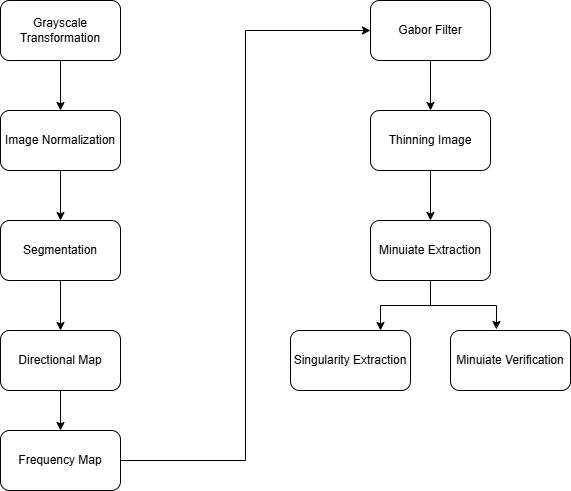 Grayscale
Transformation
Image Normalization
Segmentation
Directional Map
Frequency Map
Gabor Filter
Thinning Image
Minuiate Extraction
Singularity Extraction
Minuiate Verification